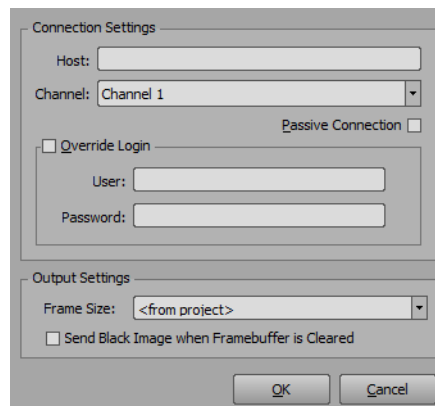 Connection Settings
Host:
Channel: Channel 1
Passive Connection
Override Login
User:
Password:
Output Settings
Frame Size: <from project>
Send Black Image when Framebuffer is Cleared
OK Cancel